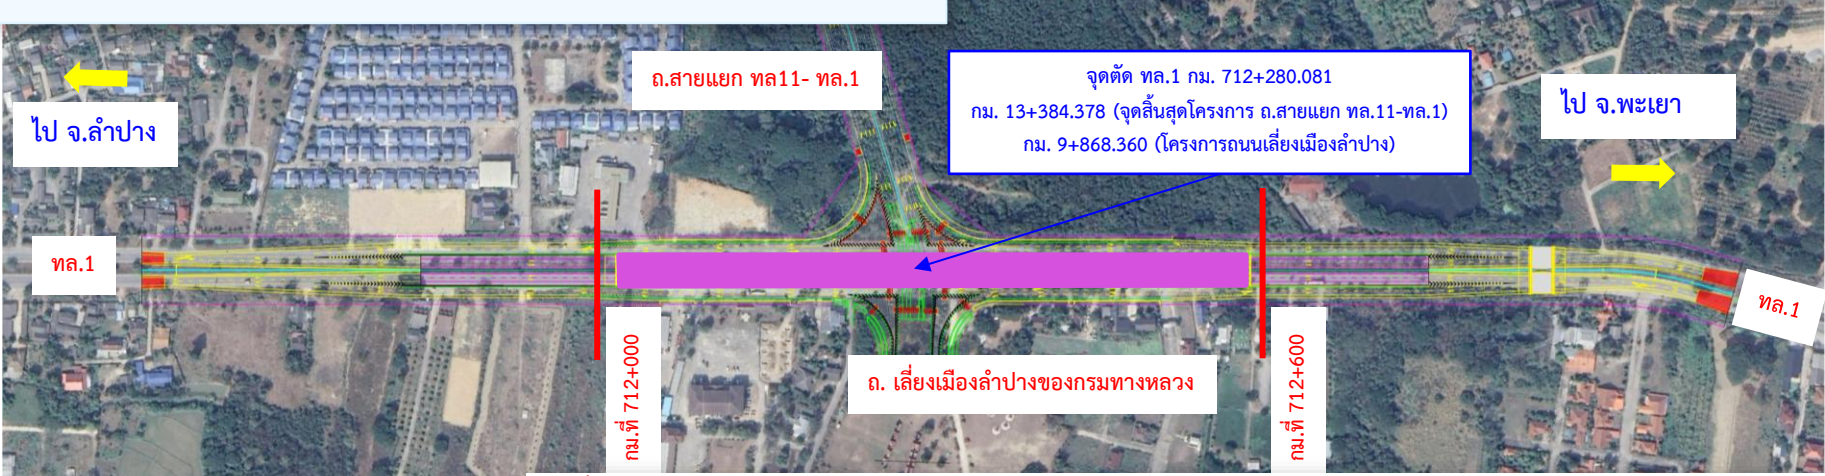 ถ.สายแยก ทล11- ทล.1
จุดตัด ทล.1 กม. 712+280.081
กม. 13+384.378 (จุดสิ้นสุดโครงการ ถ.สายแยก ทล.11-ทล.1)
กม. 9+868.360 (โครงการถนนเลี่ยงเมืองลำปาง)
ไป จ.ลำปาง
ไป จ.พะเยา
ทล.1
ทล.1
กม.ที่ 712+000
ถ. เลี่ยงเมืองลำปางของกรมทางหลวง
กม.ที่ 712+600